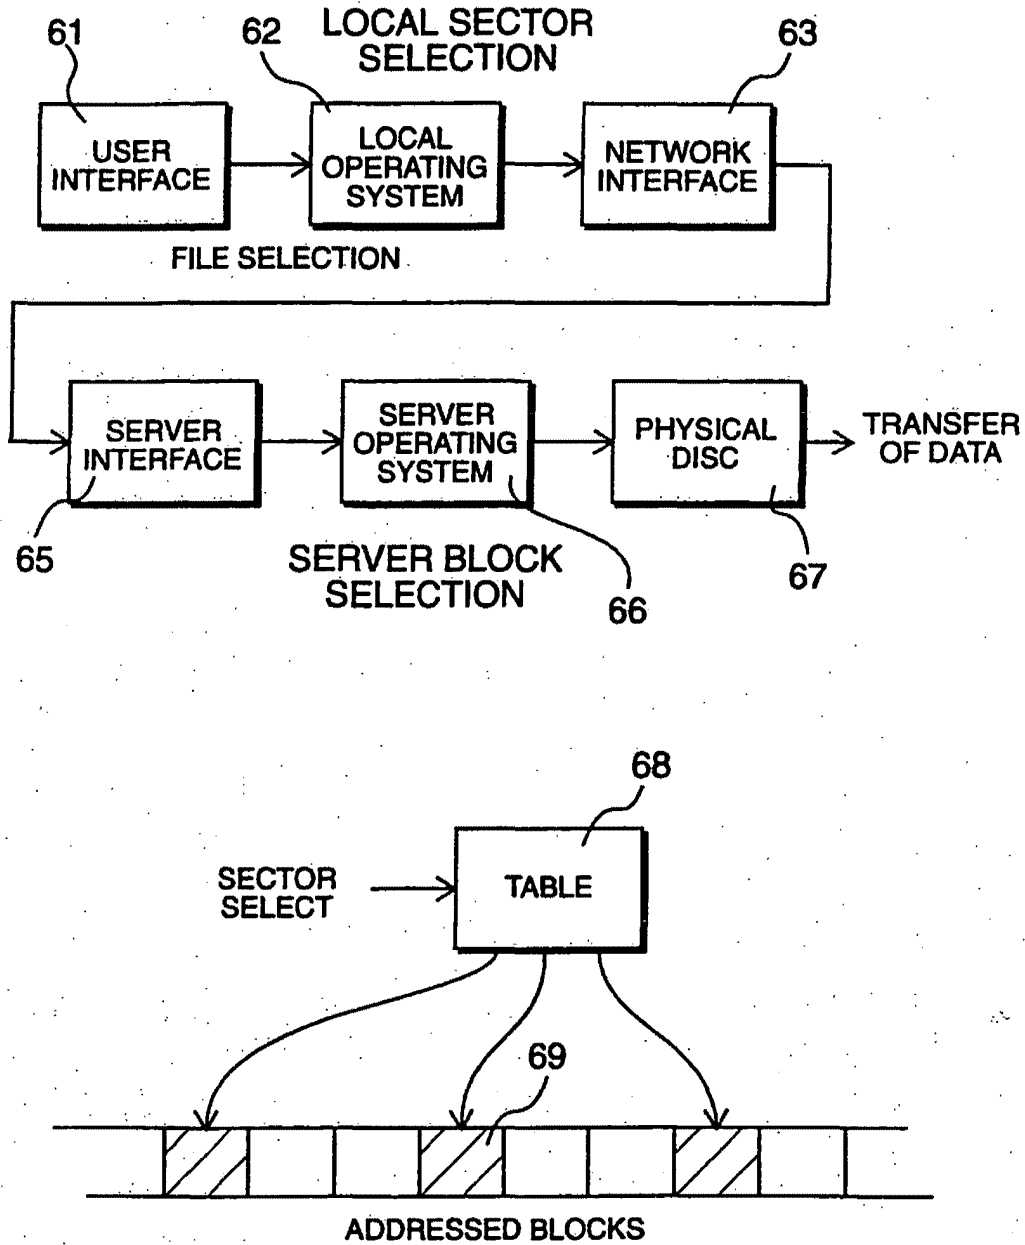 61
62
LOCAL SECTOR
SELECTION
63
USER
INTERFACE
LOCAL
OPERATING
SYSTEM
NETWORK
INTERFACE
FILE SELECTION
SERVER
INTERFACE
SERVER
OPERATING
SYSTEM
PHYSICAL
DISC
TRANSFER
OF DATA
65
SERVER BLOCK
SELECTION
66
67
68
SECTOR
SELECT
TABLE
69
ADDRESSED BLOCKS